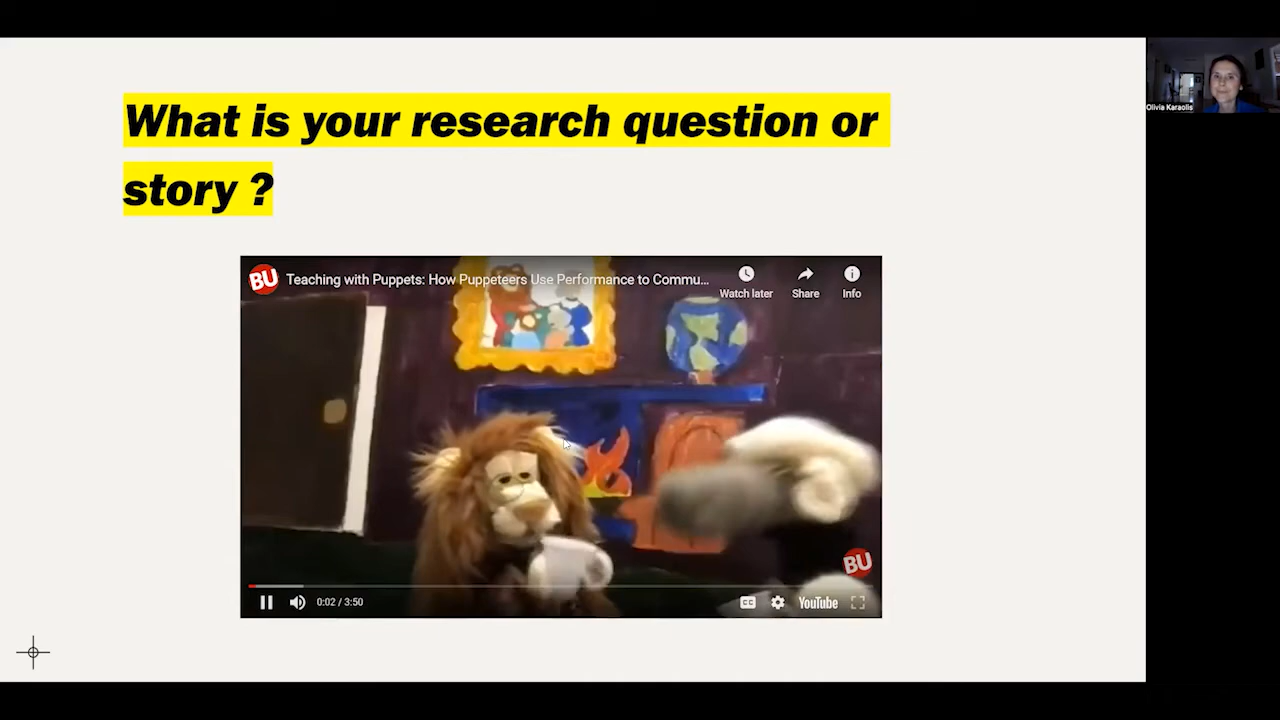 What is your research question or
story ?
Olivia Karaolis
BU
Teaching with Puppets: How Puppeteers Use Performance to Commu...
Watch later
Share
Info
BU
0:02 / 3:50
CC
YouTube